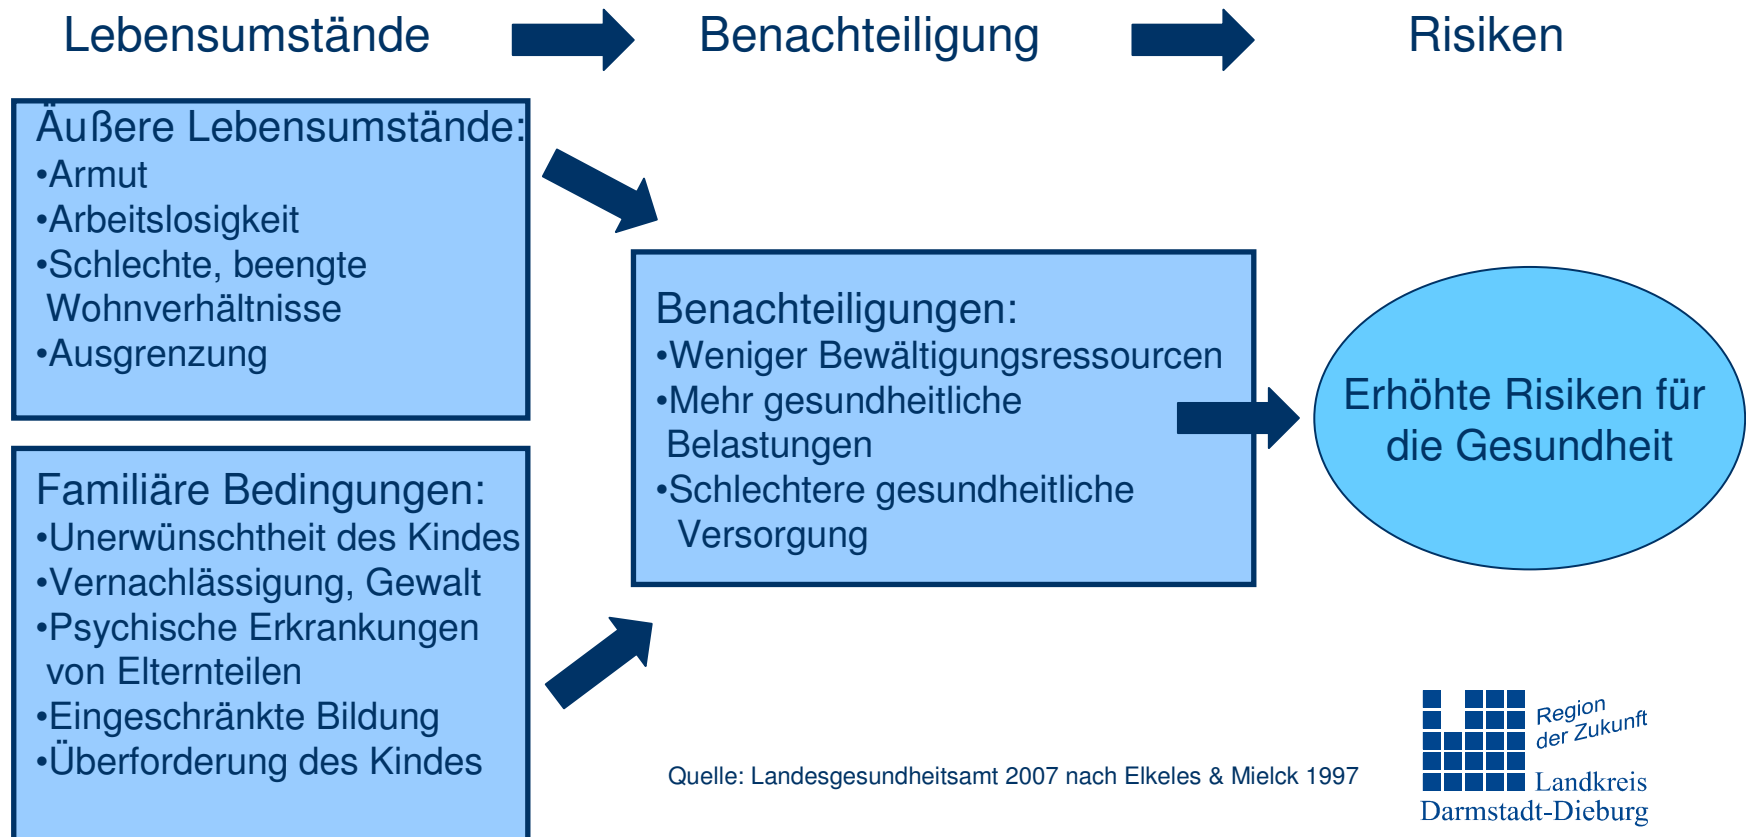 Lebensumstände
Benachteiligung
Risiken
Äußere Lebensumstände:
•Armut
•Arbeitslosigkeit
•Schlechte, beengte
Wohnverhältnisse
•Ausgrenzung
Familiäre Bedingungen:
•Unerwünschtheit des Kindes
•Vernachlässigung, Gewalt
•Psychische Erkrankungen
von Elternteilen
•Eingeschränkte Bildung
•Überforderung des Kindes
Benachteiligungen:
•Weniger Bewältigungsressourcen
•Mehr gesundheitliche
Belastungen
•Schlechtere gesundheitliche
Versorgung
Erhöhte Risiken für
die Gesundheit
Quelle: Landesgesundheitsamt 2007 nach Elkeles & Mielck 1997
Region
der Zukunft
Landkreis
Darmstadt-Dieburg